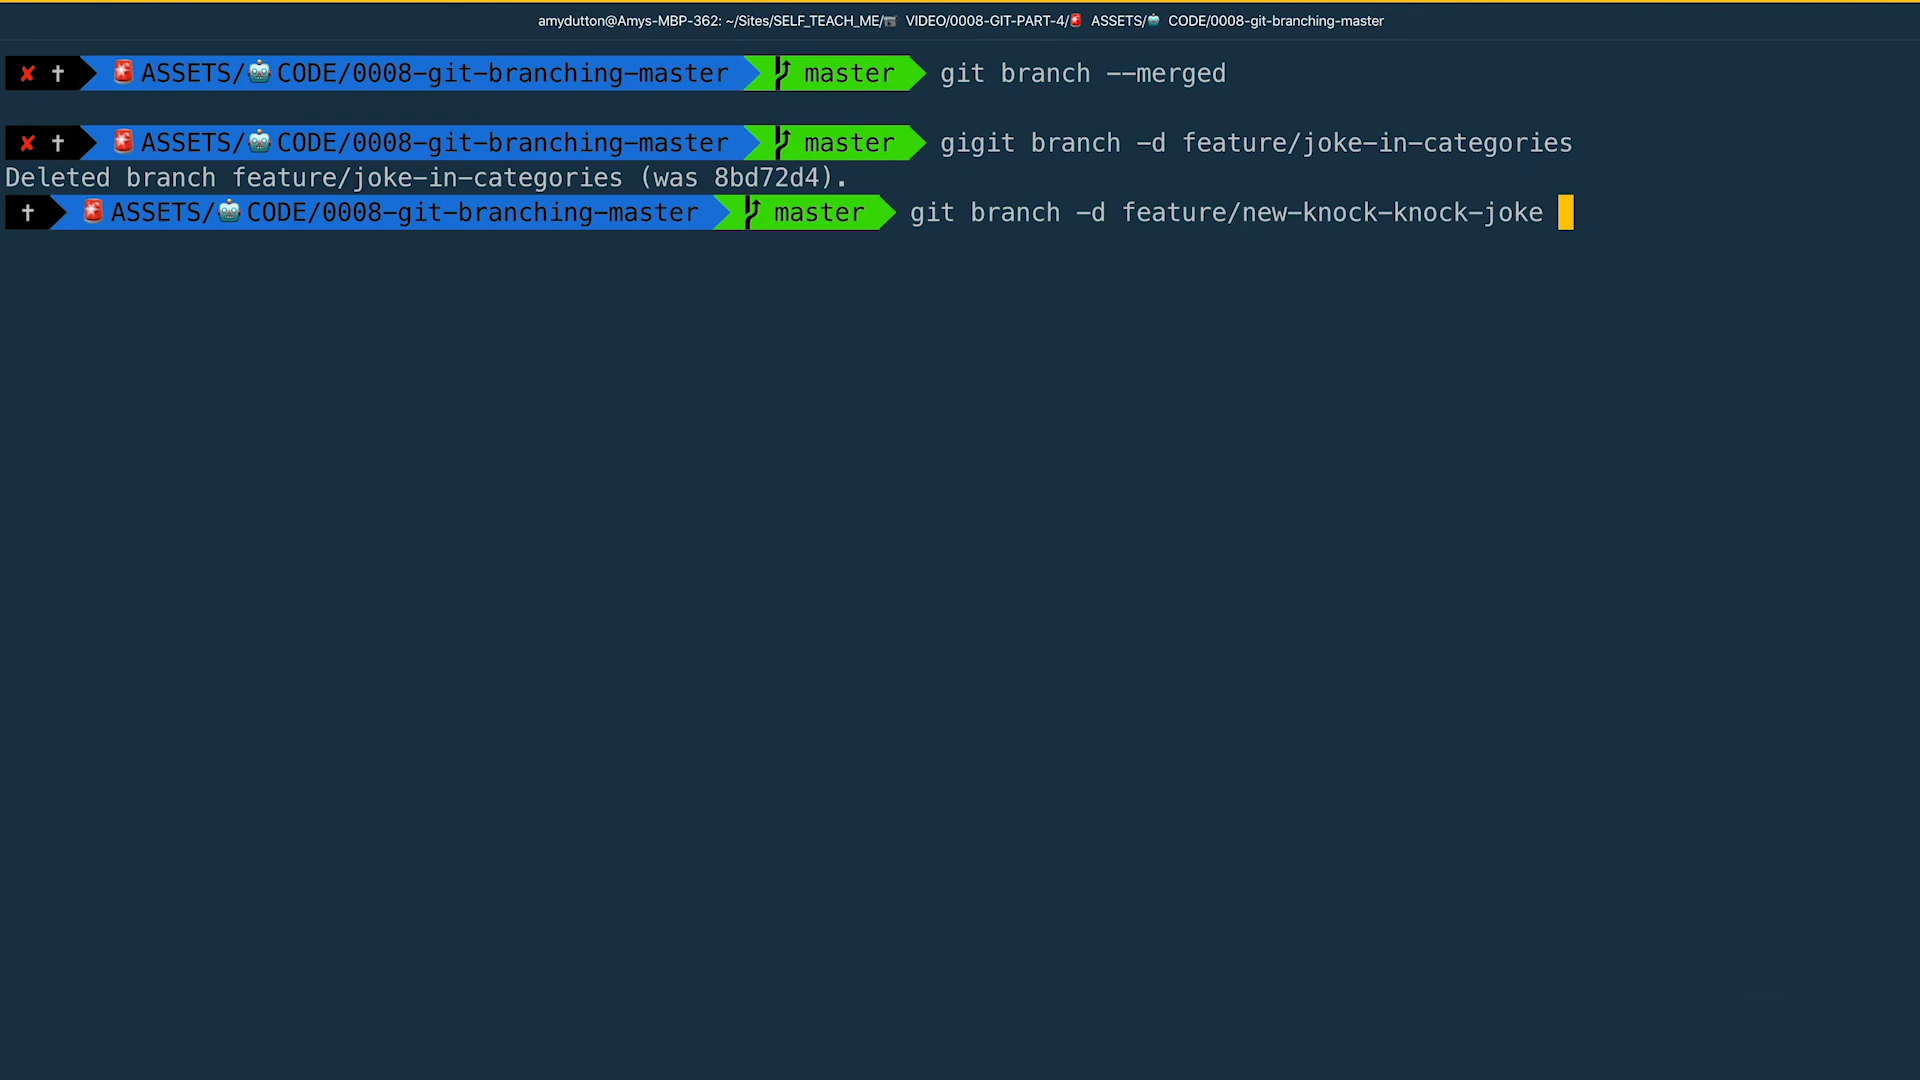 amydutton@Amys-MBP-362: ~/Sites/SELF_TEACH_ME/📹 VIDEO/0008-GIT-PART-4/🚨 ASSETS/🤖 CODE/0008-git-branching-master
✘ ✝ 🚨 ASSETS/🤖 CODE/0008-git-branching-master master git branch --merged
✘ ✝ 🚨 ASSETS/🤖 CODE/0008-git-branching-master master gigit branch -d feature/joke-in-categories
Deleted branch feature/joke-in-categories (was 8bd72d4).
✝ 🚨 ASSETS/🤖 CODE/0008-git-branching-master master git branch -d feature/new-knock-knock-joke